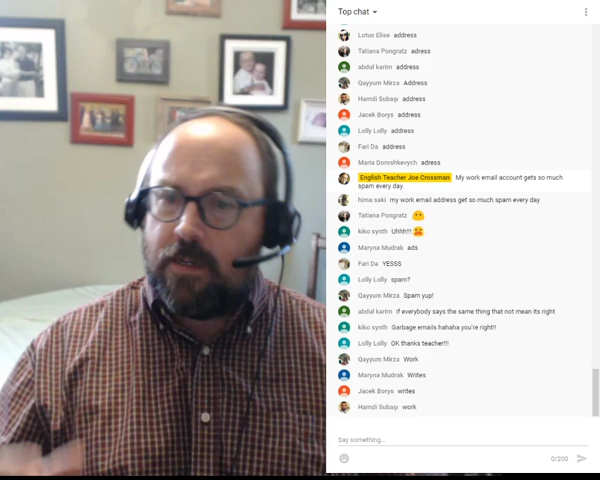 Top chat
Lotus Elise address
Tatiana Pongratz adress
abdul karim address
Qayyum Mirza Address
Hamdi Subaşı address
Jacek Borys address
Lolly Lolly address
Fari Da address
Maria Doroshkevych adress
English Teacher Joe Crossman My work email account gets so much
spam every day.
hima saki my work email address get so much spam every day
Tatiana Pongratz 😬
kiko synth Uhhh!!! 😫
Maryna Mudrak ads
Fari Da YESSS
Lolly Lolly spam?
Qayyum Mirza Spam yup!
abdul karim if everybody says the same thing that not mean its right
kiko synth Garbage emails hahaha you're right!!
Lolly Lolly OK thanks teacher!!!
Qayyum Mirza Work
Maryna Mudrak Writes
Jacek Borys writes
Hamdi Subaşı work
Say something...
0/200